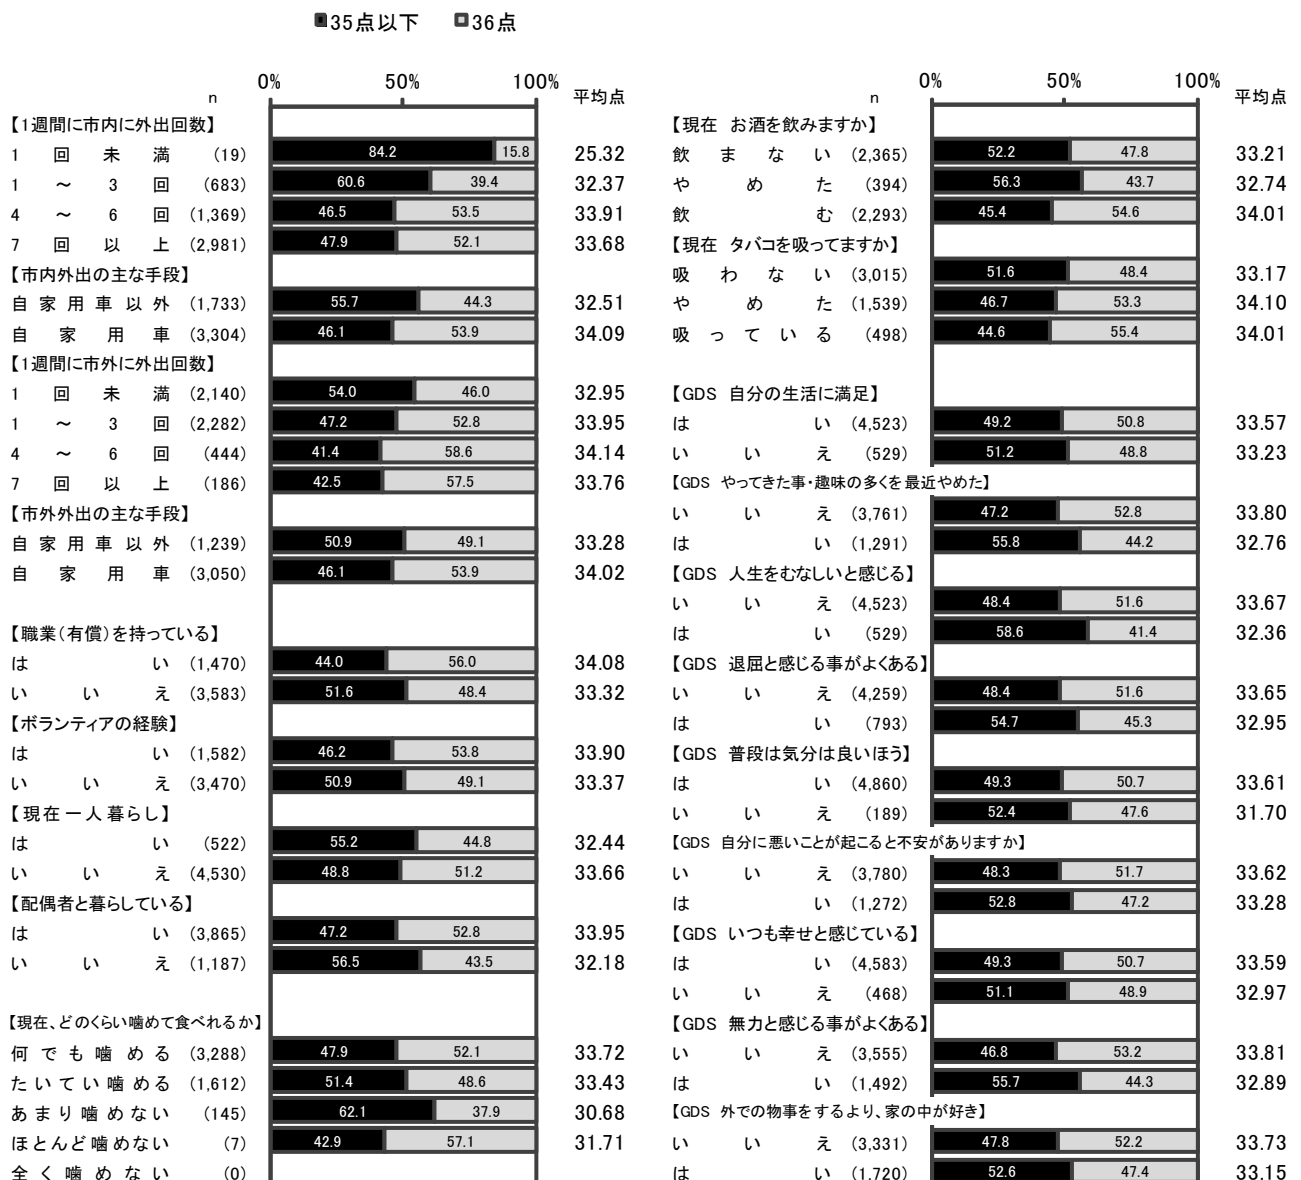 ■35点以下 □36点
0% 50% 100%
n 平均点
【1週間に市内に外出回数】
1回未満 (19) 84.2 15.8 25.32
1～3回 (683) 60.6 39.4 32.37
4～6回 (1,369) 46.5 53.5 33.91
7回以上 (2,981) 47.9 52.1 33.68
【市内外出の主な手段】
自家用車以外 (1,733) 55.7 44.3 32.51
自家用車 (3,304) 46.1 53.9 34.09
【1週間に市外に外出回数】
1回未満 (2,140) 54.0 46.0 32.95
1～3回 (2,282) 47.2 52.8 33.95
4～6回 (444) 41.4 58.6 34.14
7回以上 (186) 42.5 57.5 33.76
【市外外出の主な手段】
自家用車以外 (1,239) 50.9 49.1 33.28
自家用車 (3,050) 46.1 53.9 34.02
【職業(有償)を持っている】
はい (1,470) 44.0 56.0 34.08
いいえ (3,583) 51.6 48.4 33.32
【ボランティアの経験】
はい (1,582) 46.2 53.8 33.90
いいえ (3,470) 50.9 49.1 33.37
【現在一人暮らし】
はい (522) 55.2 44.8 32.44
いいえ (4,530) 48.8 51.2 33.66
【配偶者と暮らしている】
はい (3,865) 47.2 52.8 33.95
いいえ (1,187) 56.5 43.5 32.18
【現在、どのくらい噛めて食べれるか】
何でも噛める (3,288) 47.9 52.1 33.72
たいてい噛める (1,612) 51.4 48.6 33.43
あまり噛めない (145) 62.1 37.9 30.68
ほとんど噛めない (7) 42.9 57.1 31.71
全く噛めない (0)
0% 50% 100%
n 平均点
【現在 お酒を飲みますか】
飲まない (2,365) 52.2 47.8 33.21
やめた (394) 56.3 43.7 32.74
飲む (2,293) 45.4 54.6 34.01
【現在 タバコを吸ってますか】
吸わない (3,015) 51.6 48.4 33.17
やめた (1,539) 46.7 53.3 34.10
吸っている (498) 44.6 55.4 34.01
【GDS 自分の生活に満足】
はい (4,523) 49.2 50.8 33.57
いいえ (529) 51.2 48.8 33.23
【GDS やってきた事・趣味の多くを最近やめた】
いいえ (3,761) 47.2 52.8 33.80
はい (1,291) 55.8 44.2 32.76
【GDS 人生をむなしいと感じる】
いいえ (4,523) 48.4 51.6 33.67
はい (529) 58.6 41.4 32.36
【GDS 退屈と感じる事がよくある】
いいえ (4,259) 48.4 51.6 33.65
はい (793) 54.7 45.3 32.95
【GDS 普段は気分は良いほう】
はい (4,860) 49.3 50.7 33.61
いいえ (189) 52.4 47.6 31.70
【GDS 自分に悪いことが起こると不安がありますか】
いいえ (3,780) 48.3 51.7 33.62
はい (1,272) 52.8 47.2 33.28
【GDS いつも幸せと感じている】
はい (4,583) 49.3 50.7 33.59
いいえ (468) 51.1 48.9 32.97
【GDS 無力と感じる事がよくある】
いいえ (3,555) 46.8 53.2 33.81
はい (1,492) 55.7 44.3 32.89
【GDS 外での物事をするより、家の中が好き】
いいえ (3,331) 47.8 52.2 33.73
はい (1,720) 52.6 47.4 33.15